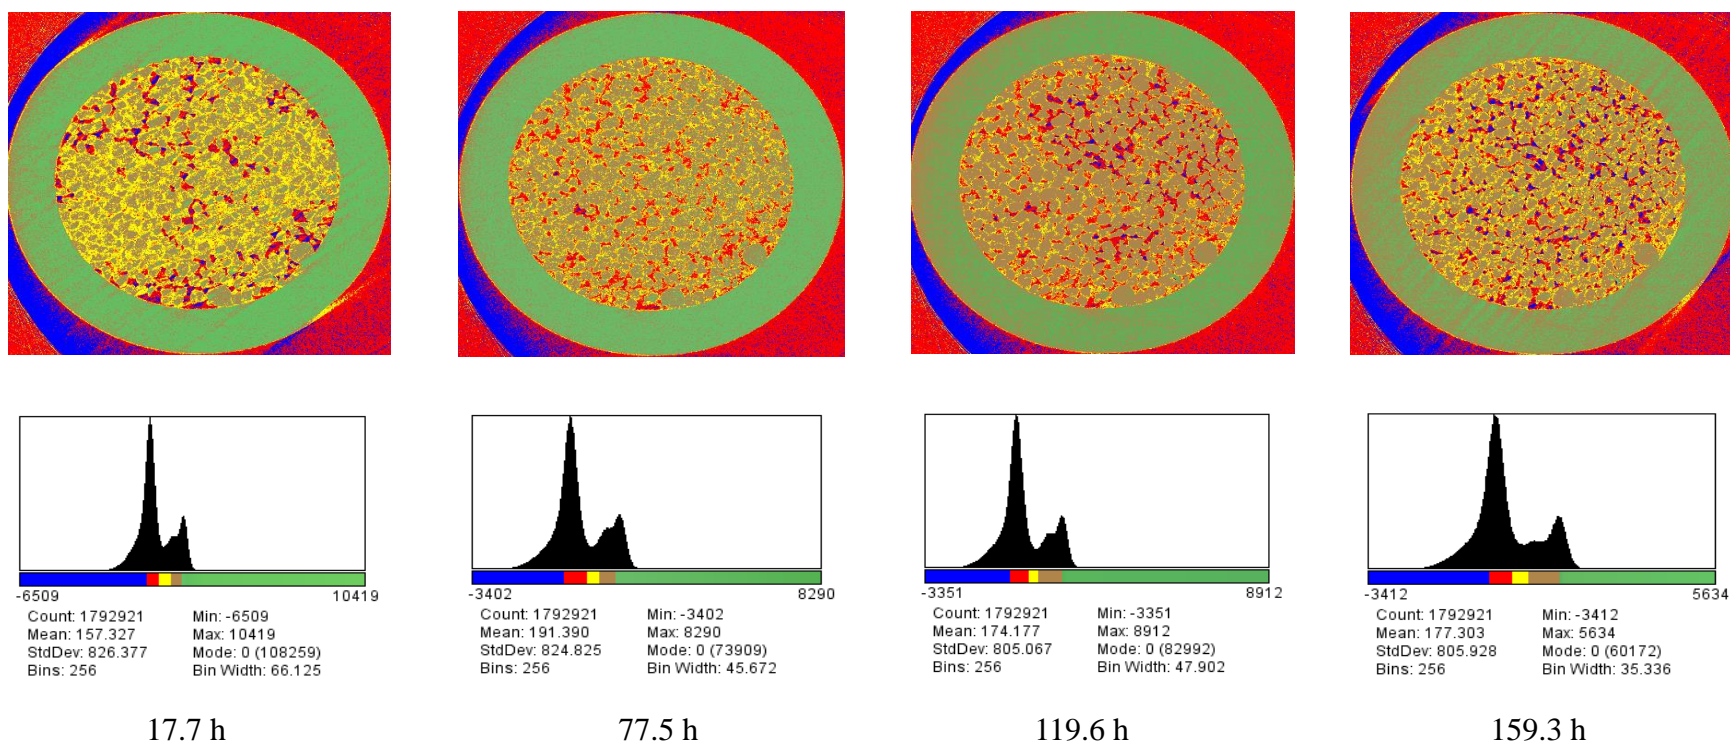 -6509 10419
Count: 1792921 Min: -6509
Mean: 157.327 Max: 10419
StdDev: 826.377 Mode: 0 (108259)
Bins: 256 Bin Width: 66.125
17.7 h
-3402 8290
Count: 1792921 Min: -3402
Mean: 191.390 Max: 8290
StdDev: 824.825 Mode: 0 (73909)
Bins: 256 Bin Width: 45.672
77.5 h
-3351 8912
Count: 1792921 Min: -3351
Mean: 174.177 Max: 8912
StdDev: 805.067 Mode: 0 (82992)
Bins: 256 Bin Width: 47.902
119.6 h
-3412 5634
Count: 1792921 Min: -3412
Mean: 177.303 Max: 5634
StdDev: 805.928 Mode: 0 (60172)
Bins: 256 Bin Width: 35.336
159.3 h